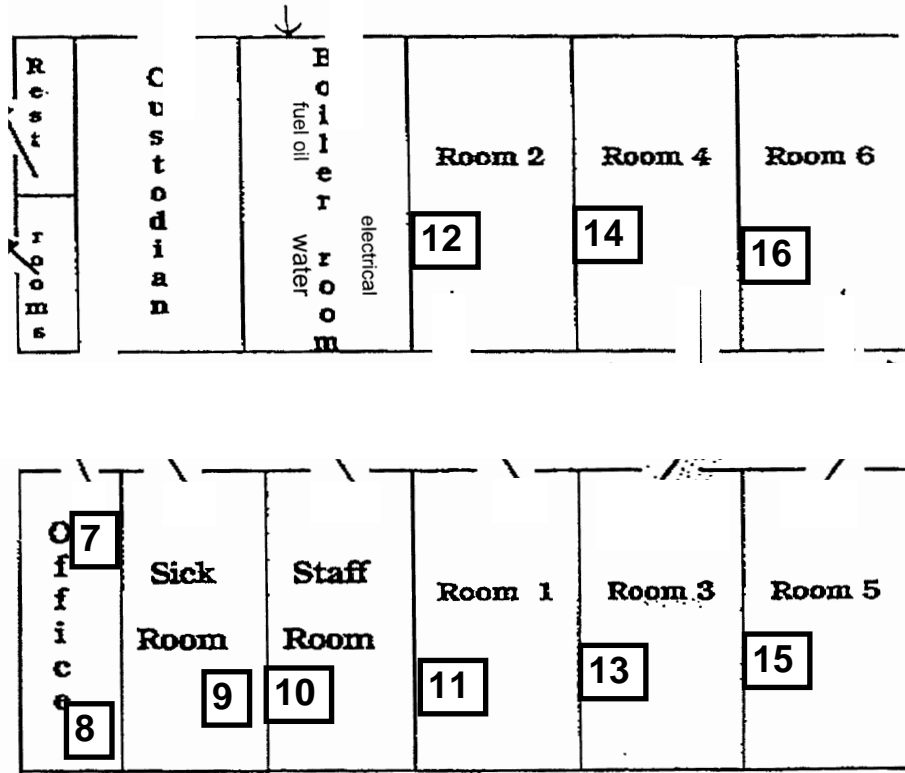 Rest
rooms
Custodian
Boiler room
fuel oil
water
electrical
Room 2
Room 4
Room 6
12
14
16
Office
7
8
Sick
Room
9
Staff
Room
10
Room 1
11
Room 3
13
Room 5
15